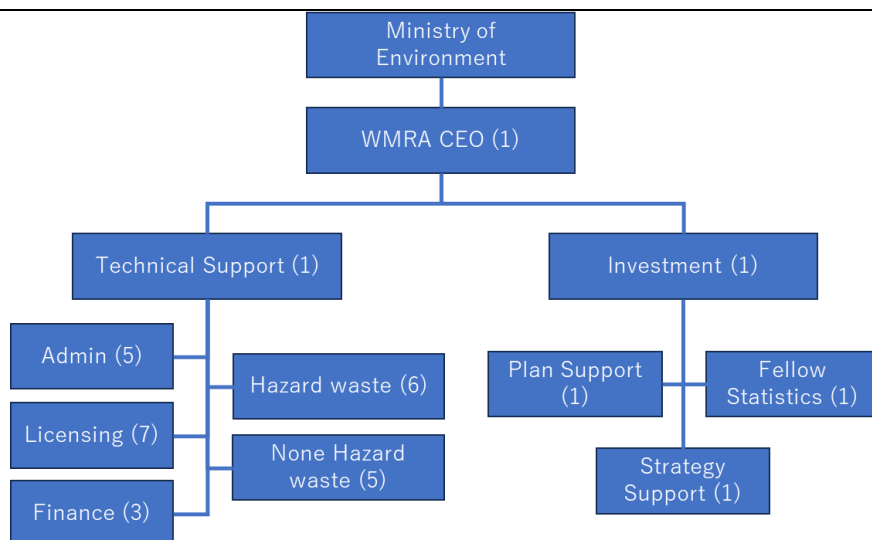 Ministry of
Environment
WMRA CEO (1)
Technical Support (1)
Investment (1)
Admin (5)
Hazard waste (6)
Licensing (7)
None Hazard
waste (5)
Finance (3)
Plan Support
(1)
Fellow
Statistics (1)
Strategy
Support (1)